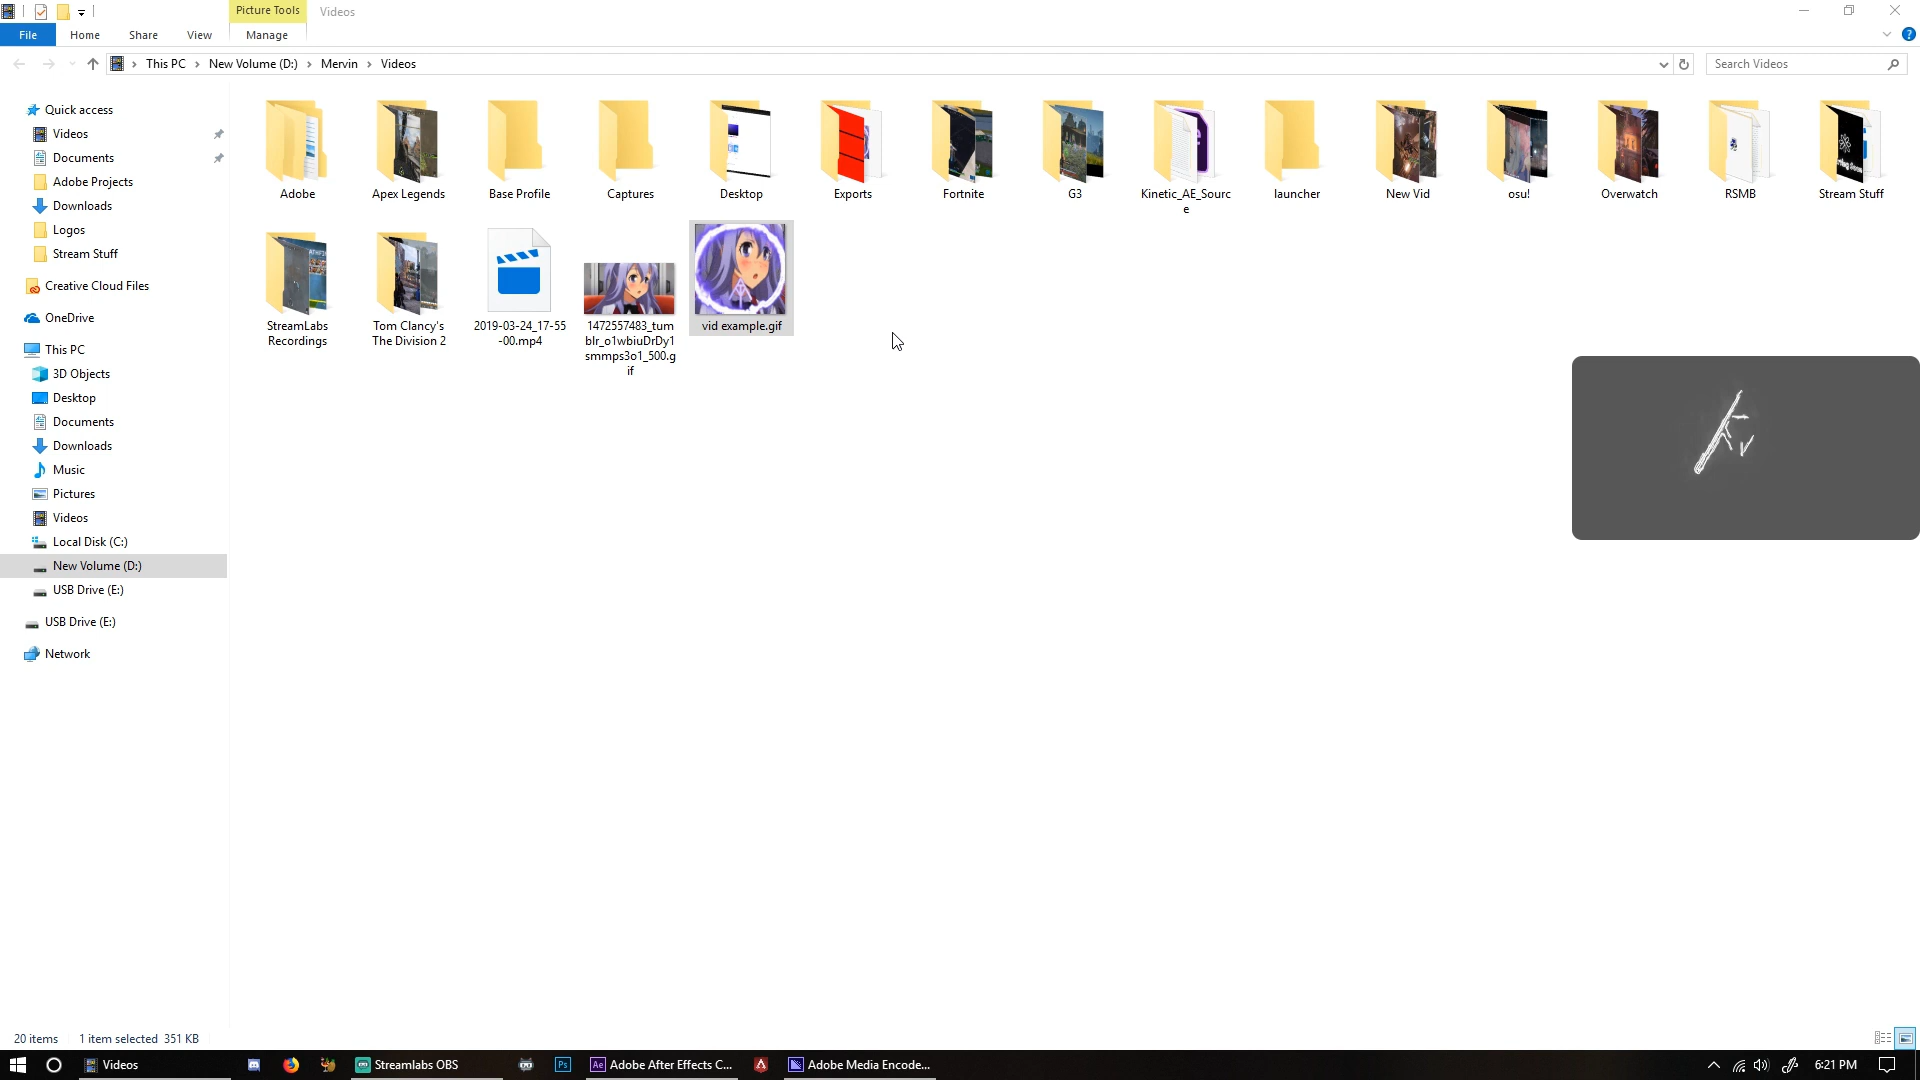 Picture Tools
Videos
File
Home
Share
View
Manage
This PC
New Volume (D:)
Mervin
Videos
Search Videos
Quick access
Videos
Documents
Adobe Projects
Downloads
Logos
Stream Stuff
Creative Cloud Files
OneDrive
This PC
3D Objects
Desktop
Documents
Downloads
Music
Pictures
Videos
Local Disk (C:)
New Volume (D:)
USB Drive (E:)
USB Drive (E:)
Network
Adobe
Apex Legends
Base Profile
Captures
Desktop
Exports
Fortnite
G3
Kinetic_AE_Sourc
e
launcher
New Vid
osu!
Overwatch
RSMB
Stream Stuff
StreamLabs
Recordings
Tom Clancy's
The Division 2
2019-03-24_17-55
-00.mp4
1472557483_tum
blr_o1wbiuDrDy1
smmps3o1_500.g
if
vid example.gif
20 items
1 item selected 351 KB
Videos
Streamlabs OBS
Ps
Ae
Adobe After Effects C...
Adobe Media Encode...
6:21 PM